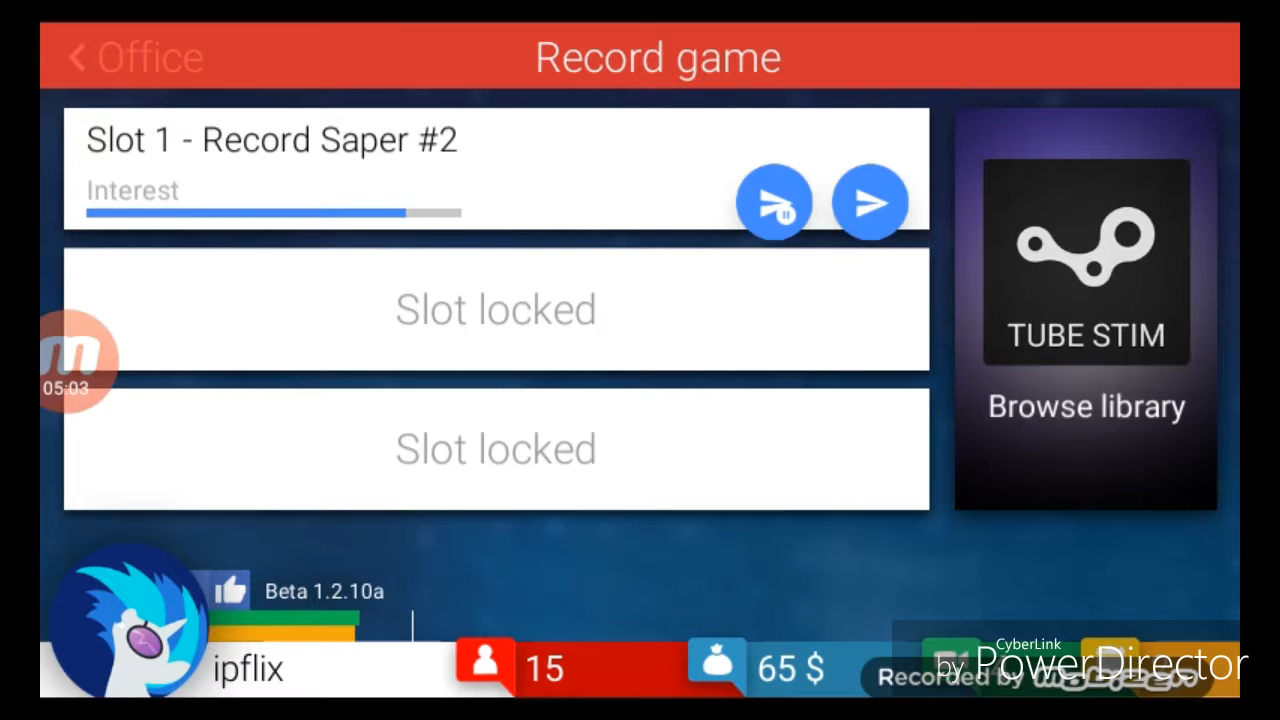 Office
Record game
Slot 1 - Record Saper #2
Interest
Slot locked
Slot locked
TUBE STIM
Browse library
05:03
Beta 1.2.10a
ipflix
15
65 $
CyberLink
by PowerDirector
Recorded by